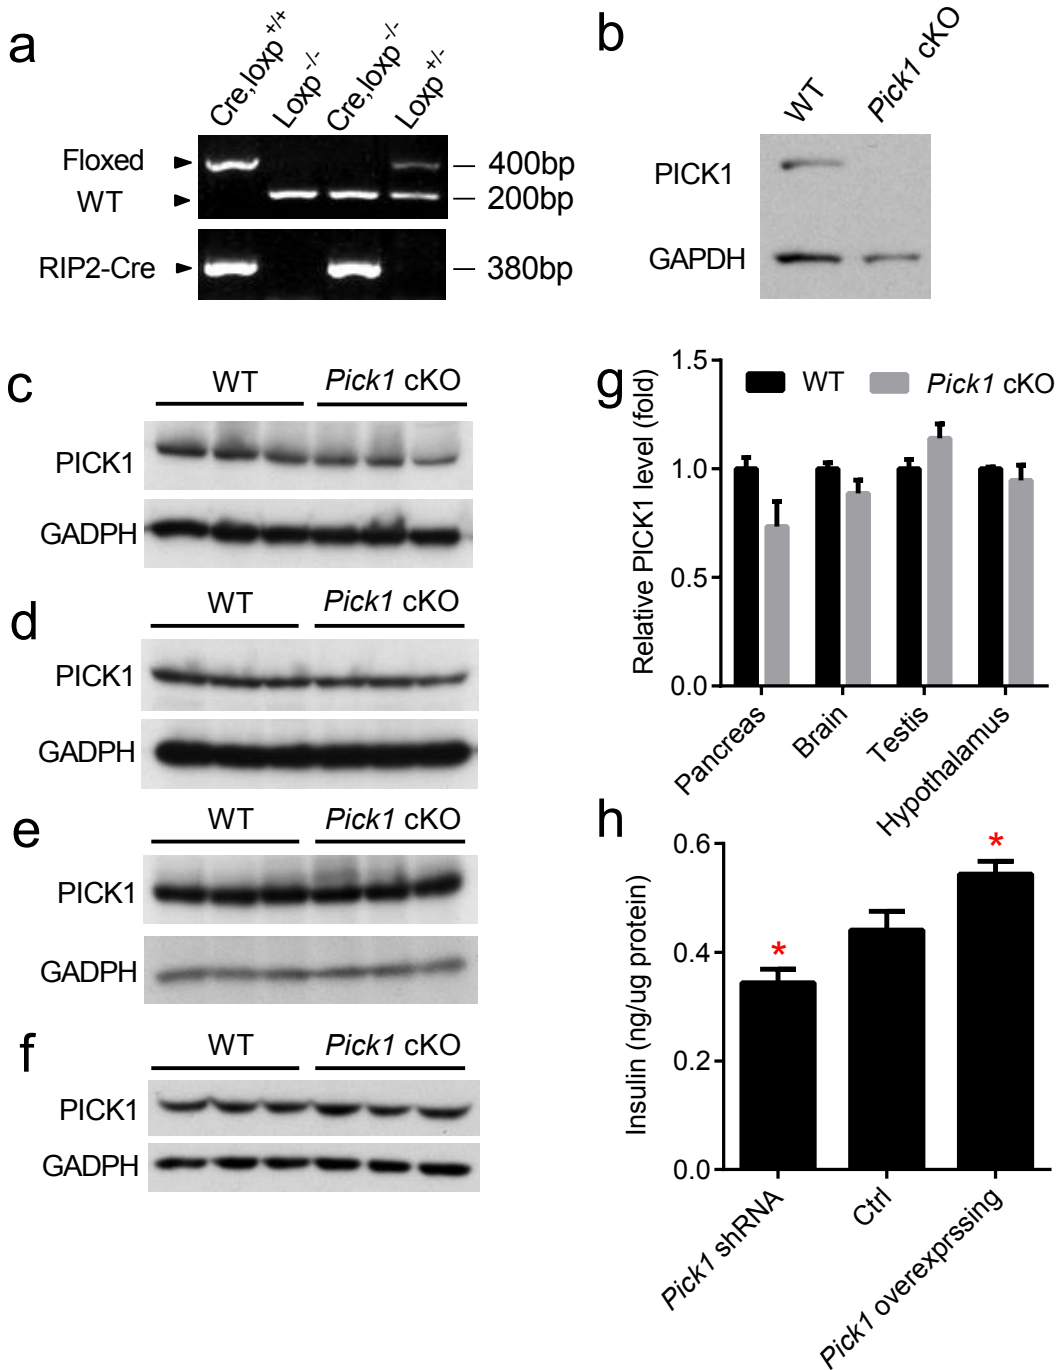 a
Cre,loxp+/+
Loxp-/-
Cre,loxp-/-
Loxp+/-
Floxed
400bp
WT
200bp
RIP2-Cre
380bp
b
WT
Pick1 cKO
PICK1
GAPDH
c
WT
Pick1 cKO
PICK1
GADPH
d
WT
Pick1 cKO
PICK1
GADPH
e
WT
Pick1 cKO
PICK1
GADPH
f
WT
Pick1 cKO
PICK1
GADPH
g
WT
Pick1 cKO
Relative PICK1 level (fold)
1.5
1.0
0.5
0.0
Pancreas
Brain
Testis
Hypothalamus
h
Insulin (ng/ug protein)
0.6
0.4
0.2
0.0
*
*
Pick1 shRNA
Ctrl
Pick1 overexprssing